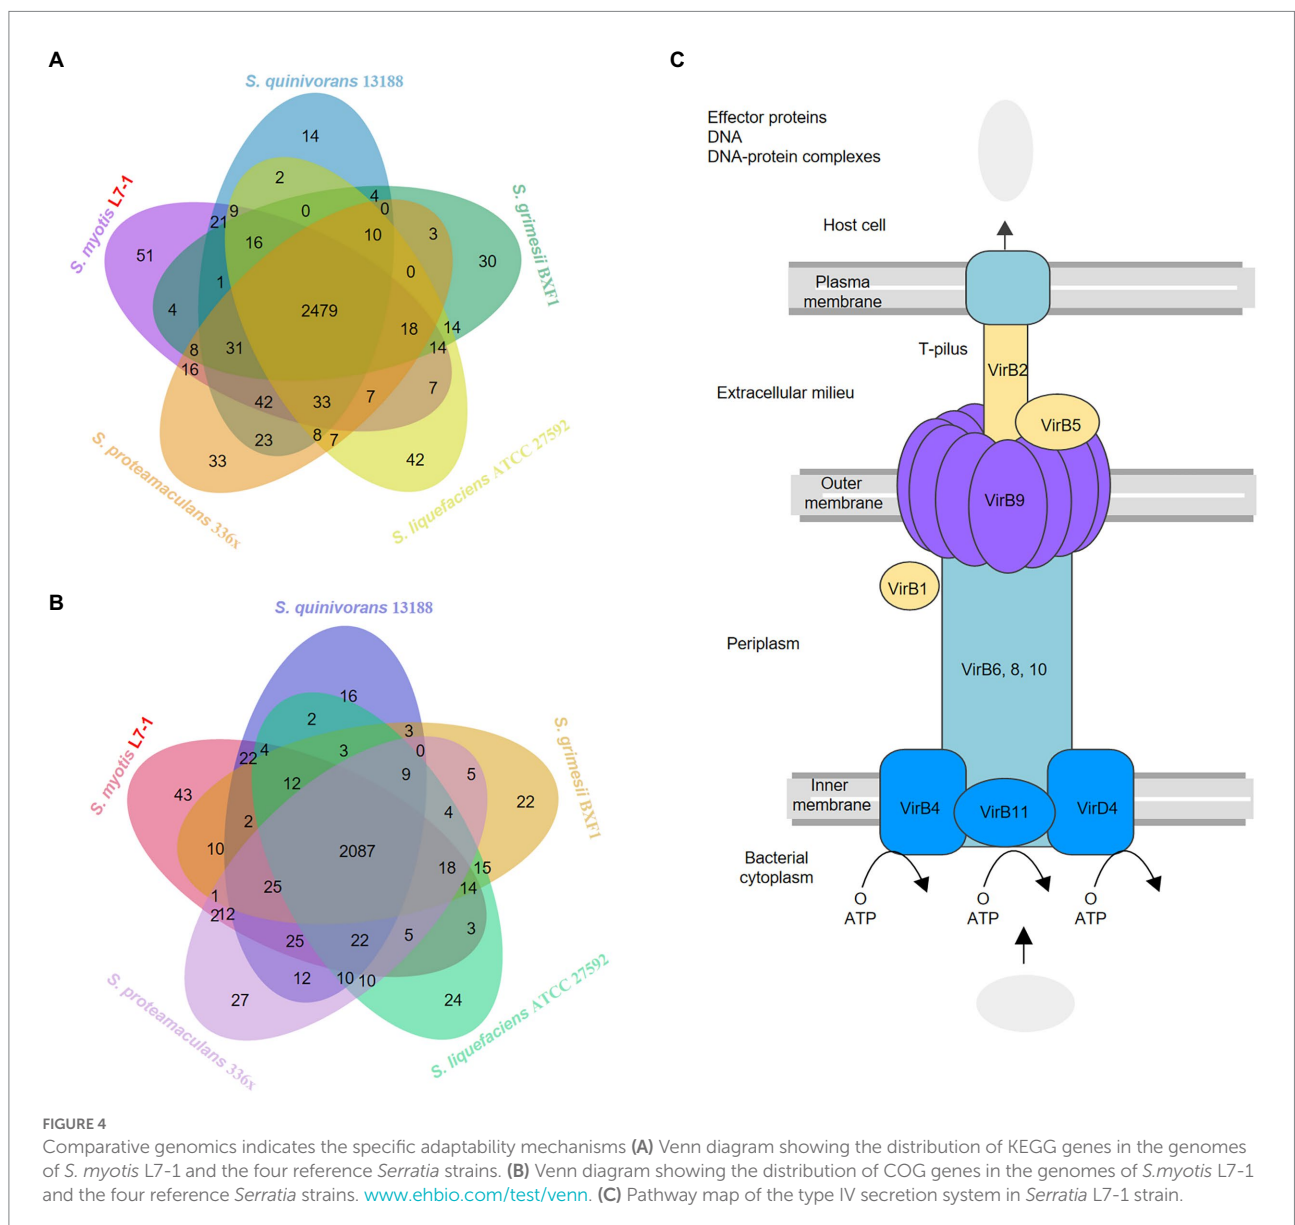 A
S. quinivorans 13188
14
2
4
0
9
0
21
16
10
3
S. grimesii BXF1
S. myotis L7-1
51
30
0
1
4
2479
18
14
8
31
14
16
7
7
42
33
23
8
7
33
42
S. proteamaculans 336x
S. liquefaciens ATCC 27592
B
S. quinivorans 13188
16
2
3
4
3
0
22
S. grimesii BXF1
S. myotis L7-1
12
9
5
43
22
2
4
10
2087
18
15
25
14
1
2
12
3
25
22
5
12
10
10
27
24
S. proteamaculans 336x
S. liquefaciens ATCC 27592
C
Effector proteins
DNA
DNA-protein complexes
Host cell
Plasma
membrane
T-pilus
VirB2
Extracellular milieu
VirB5
Outer
membrane
VirB9
VirB1
Periplasm
VirB6, 8, 10
Inner
membrane
VirB4
VirB11
VirD4
Bacterial
cytoplasm
O
ATP
O
ATP
O
ATP
FIGURE 4
Comparative genomics indicates the specific adaptability mechanisms (A) Venn diagram showing the distribution of KEGG genes in the genomes
of S. myotis L7-1 and the four reference Serratia strains. (B) Venn diagram showing the distribution of COG genes in the genomes of S.myotis L7-1
and the four reference Serratia strains. www.ehbio.com/test/venn. (C) Pathway map of the type IV secretion system in Serratia L7-1 strain.